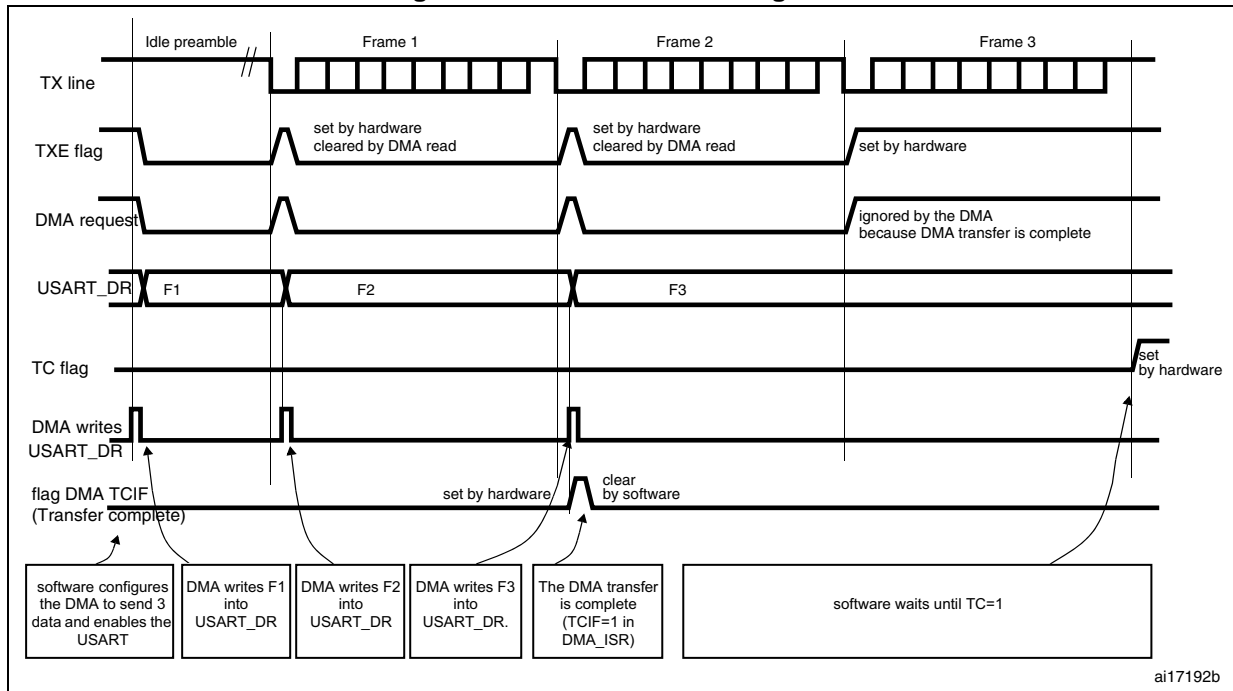 Idle preamble
Frame 1
Frame 2
Frame 3
TX line
TXE flag
set by hardware
cleared by DMA read
set by hardware
cleared by DMA read
set by hardware
DMA request
ignored by the DMA
because DMA transfer is complete
USART_DR
F1
F2
F3
TC flag
set
by hardware
DMA writes
USART_DR
flag DMA TCIF
(Transfer complete)
set by hardware
clear
by software
software configures
the DMA to send 3
data and enables the
USART
DMA writes F1
into
USART_DR
DMA writes F2
into
USART_DR
DMA writes F3
into
USART_DR.
The DMA transfer
is complete
(TCIF=1 in
DMA_ISR)
software waits until TC=1
ai17192b